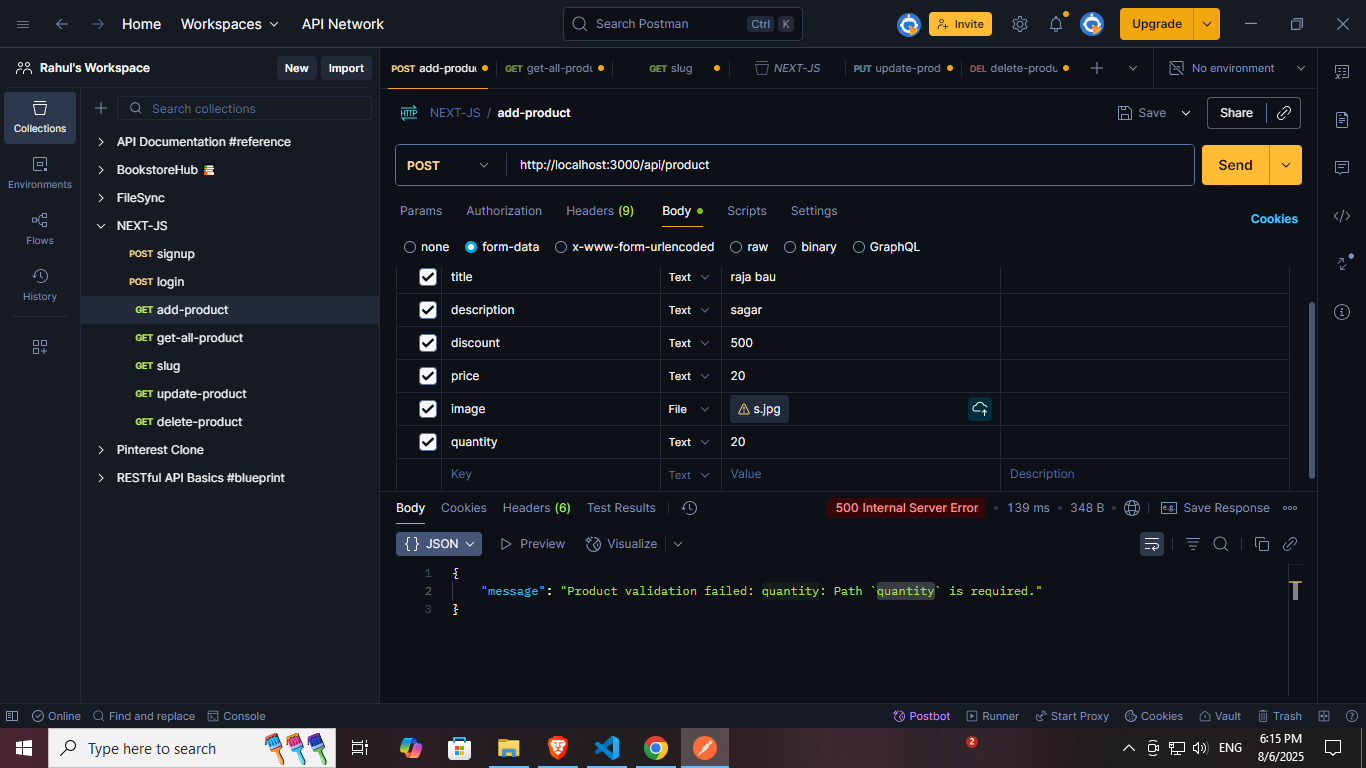 Home Workspaces API Network Search Postman Ctrl K Invite Upgrade
Rahul's Workspace New Import
POST add-produ GET get-all-produ GET slug NEXT-JS PUT update-prod DEL delete-produ No environment
Collections
Environments
Flows
History
Search collections
API Documentation #reference
BookstoreHub
FileSync
NEXT-JS
POST signup
POST login
GET add-product
GET get-all-product
GET slug
GET update-product
GET delete-product
Pinterest Clone
RESTful API Basics #blueprint
HTTP NEXT-JS / add-product Save Share
POST http://localhost:3000/api/product Send
Params Authorization Headers (9) Body Scripts Settings Cookies
none form-data x-www-form-urlencoded raw binary GraphQL
title Text raja bau
description Text sagar
discount Text 500
price Text 20
image File s.jpg
quantity Text 20
Key Text Value Description
Body Cookies Headers (6) Test Results 500 Internal Server Error 139 ms 348 B e.g. Save Response
{} JSON Preview Visualize
1 {
2 "message": "Product validation failed: quantity: Path `quantity` is required."
3 }
Online Find and replace Console Postbot Runner Start Proxy Cookies Vault Trash
Type here to search 2 ENG 6:15 PM
8/6/2025